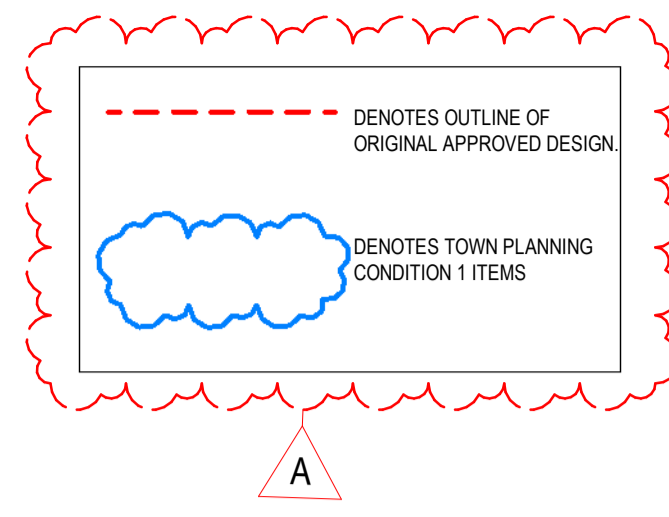 DENOTES OUTLINE OF
ORIGINAL APPROVED DESIGN.
DENOTES TOWN PLANNING
CONDITION 1 ITEMS
A